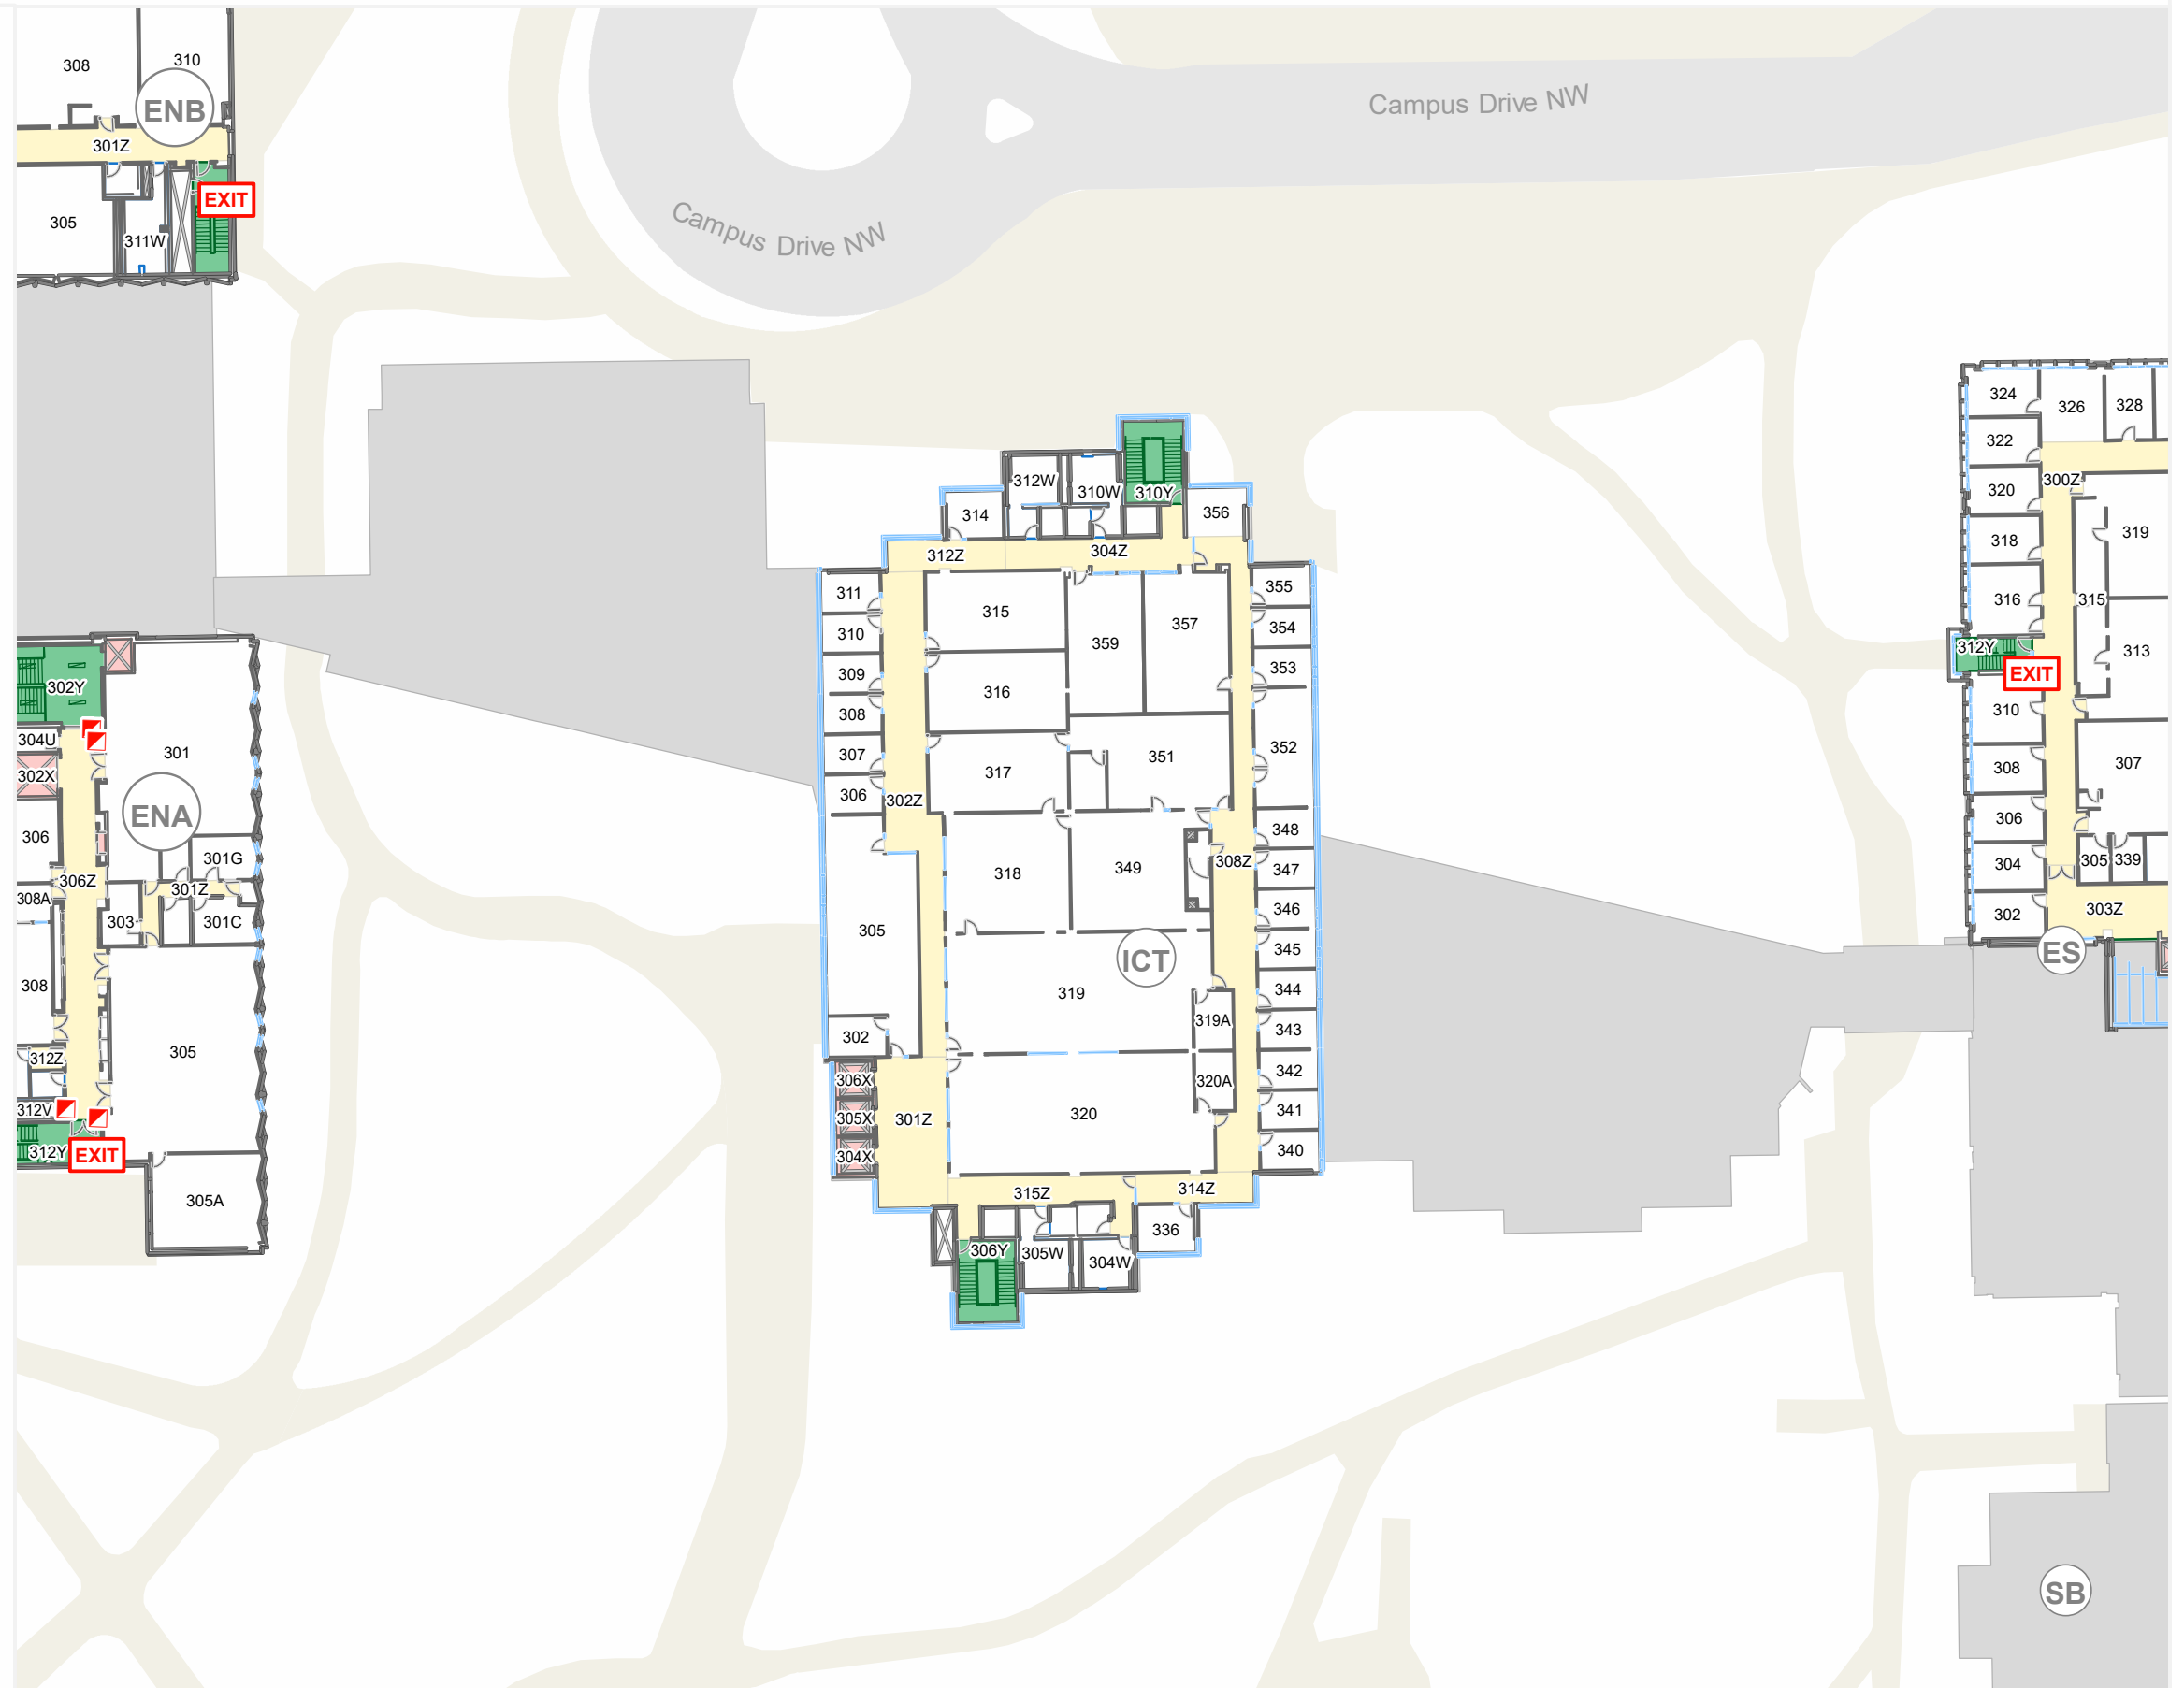 308
310
ENB
301Z
305
311W
EXIT
Campus Drive NW
Campus Drive NW
302Y
304U
302X
301
ENA
306
301G
306Z
301Z
308A
303
301C
308
305
312Z
312V
312Y
EXIT
305A
312W
310W
310Y
314
356
312Z
304Z
311
315
359
357
355
310
354
309
316
353
308
307
317
351
352
306
302Z
348
318
349
308Z
347
305
346
ICT
345
319
344
302
319A
343
306X
320A
342
305X
301Z
320
341
304X
340
315Z
314Z
306Y
305W
304W
336
324
326
328
322
300Z
320
319
318
316
315
312Y
313
EXIT
310
308
307
306
304
305
339
302
303Z
ES
SB